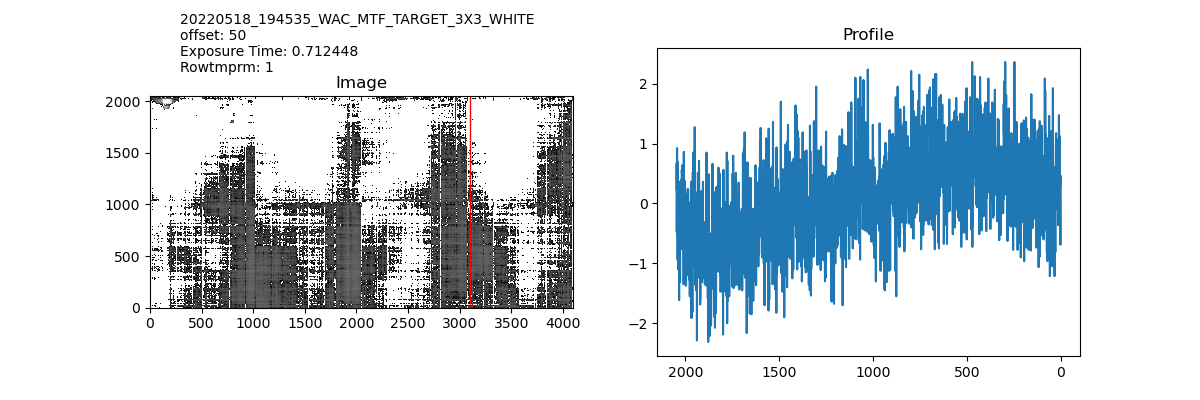 20220518_194535_WAC_MTF_TARGET_3X3_WHITE
offset: 50
Exposure Time: 0.712448
Rowtmprm: 1
Image
2000
1500
1000
500
0
0 500 1000 1500 2000 2500 3000 3500 4000
Profile
2
1
0
−1
−2
2000 1500 1000 500 0